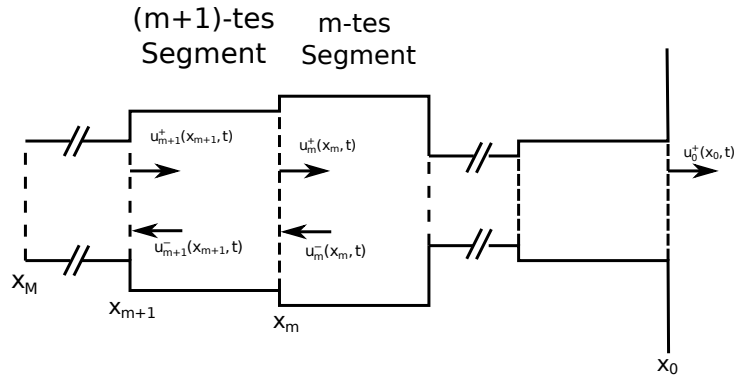 (m+1)-tes
Segment
m-tes
Segment
u⁺ₘ₊₁(xₘ₊₁,t)
u⁺ₘ(xₘ,t)
u⁺₀(x₀,t)
u⁻ₘ₊₁(xₘ₊₁,t)
u⁻ₘ(xₘ,t)
x_M
xₘ₊₁
xₘ
x₀